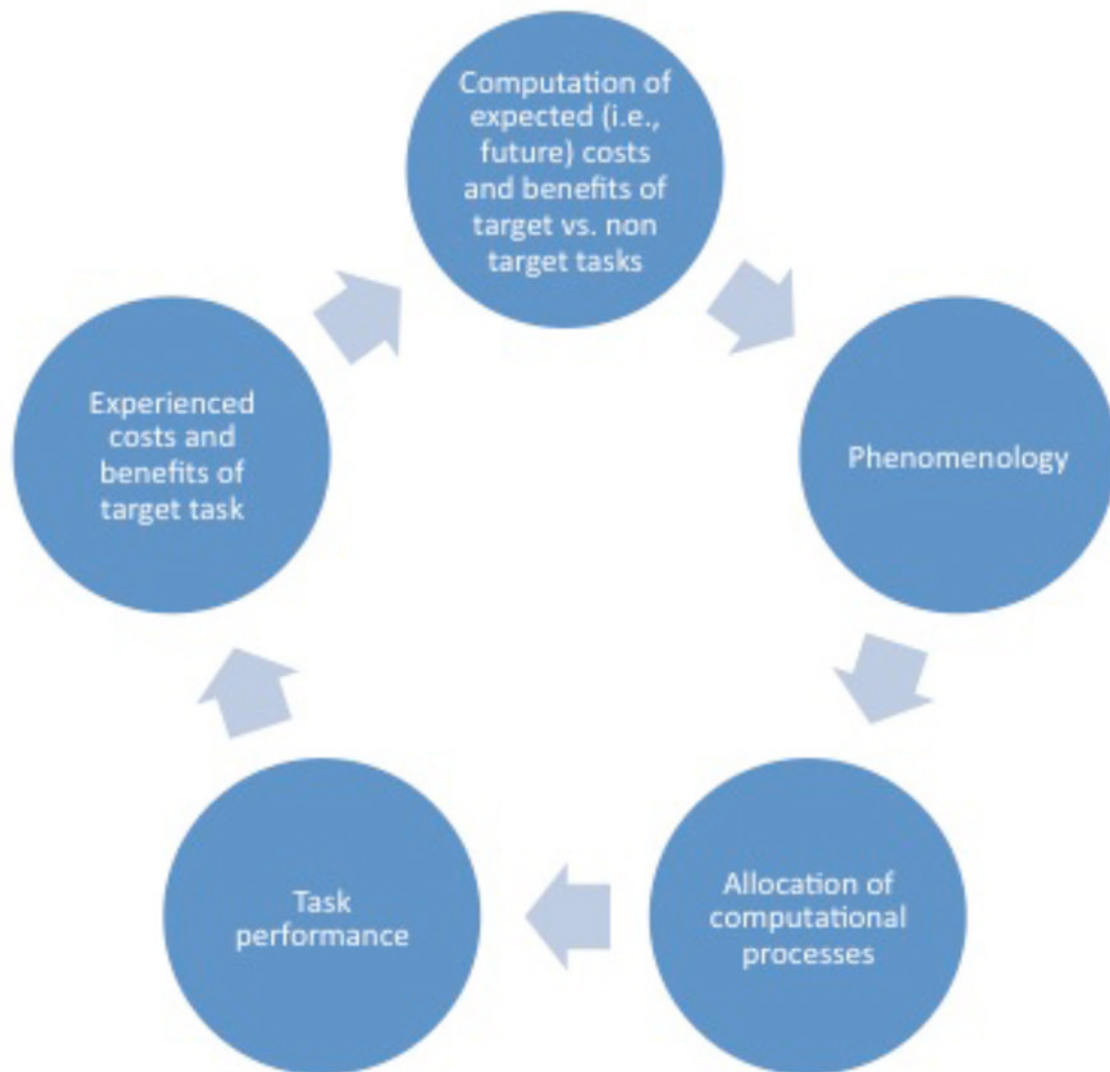 Computation of
expected (i.e.,
future) costs
and benefits of
target vs. non
target tasks
Phenomenology
Allocation of
computational
processes
Task
performance
Experienced
costs and
benefits of
target task